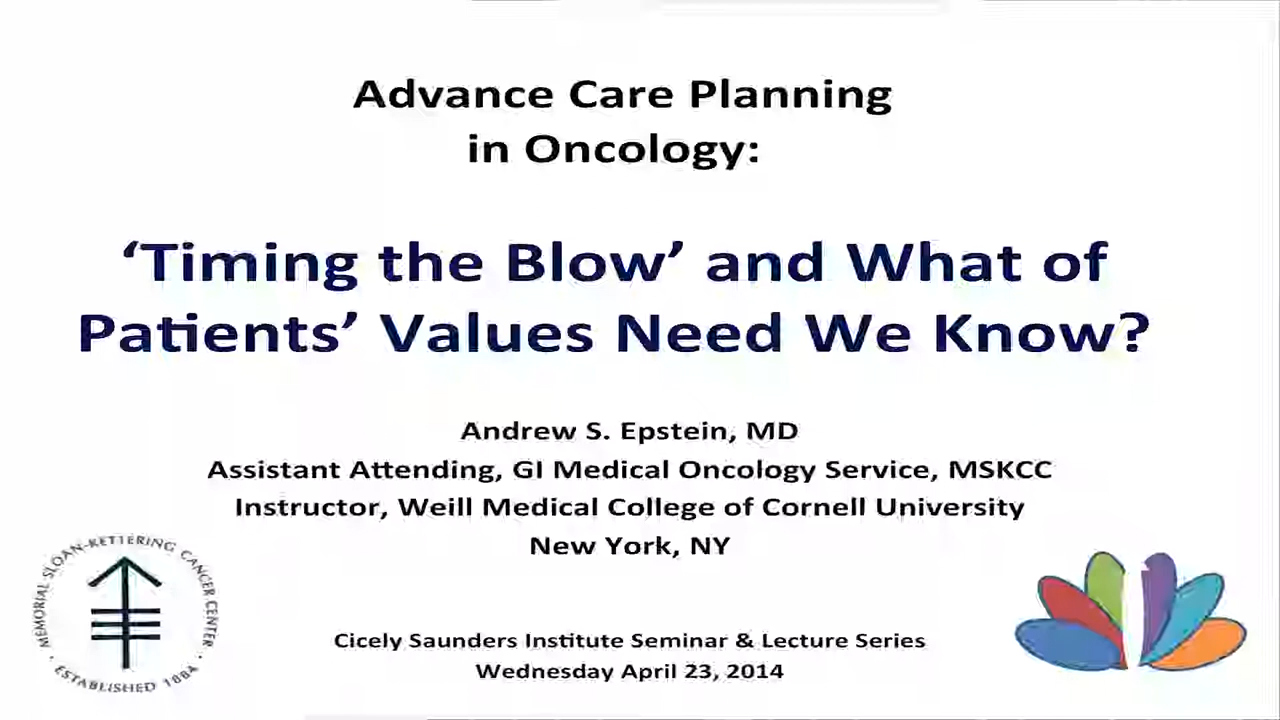 Advance Care Planning
in Oncology:
‘Timing the Blow’ and What of
Patients’ Values Need We Know?
Andrew S. Epstein, MD
Assistant Attending, GI Medical Oncology Service, MSKCC
Instructor, Weill Medical College of Cornell University
New York, NY
MEMORIAL SLOAN-KETTERING CANCER CENTER
· ESTABLISHED 1884 ·
Cicely Saunders Institute Seminar & Lecture Series
Wednesday April 23, 2014